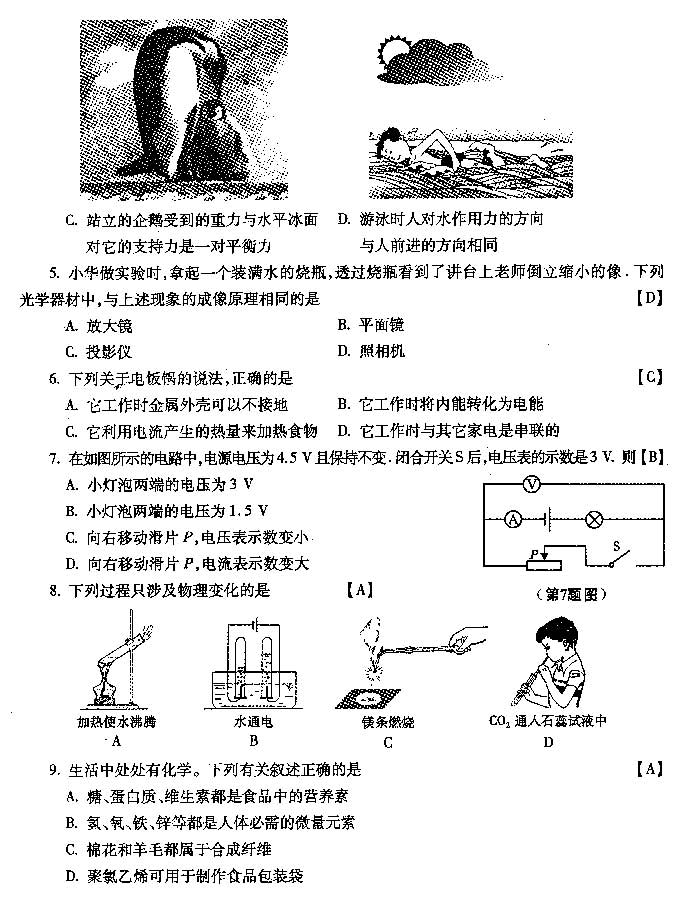 C. 站立的企鹅受到的重力与水平冰面 D. 游泳时人对水作用力的方向
对它的支持力是一对平衡力 与人前进的方向相同
5. 小华做实验时,拿起一个装满水的烧瓶,透过烧瓶看到了讲台上老师倒立缩小的像.下列
光学器材中,与上述现象的成像原理相同的是 【D】
A. 放大镜 B. 平面镜
C. 投影仪 D. 照相机
6. 下列关于电饭锅的说法,正确的是 【C】
A. 它工作时金属外壳可以不接地 B. 它工作时将内能转化为电能
C. 它利用电流产生的热量来加热食物 D. 它工作时与其它家电是串联的
7. 在如图所示的电路中,电源电压为4.5 V且保持不变.闭合开关S后,电压表的示数是3 V. 则【B】
A. 小灯泡两端的电压为 3 V
B. 小灯泡两端的电压为 1.5 V
C. 向右移动滑片 P,电压表示数变小
D. 向右移动滑片 P,电流表示数变大
V
A
P
S
(第7题图)
8. 下列过程只涉及物理变化的是 【A】
加热使水沸腾 水通电 镁条燃烧 CO₂ 通入石蕊试液中
A B C D
9. 生活中处处有化学。下列有关叙述正确的是 【A】
A. 糖、蛋白质、维生素都是食品中的营养素
B. 氢、氧、铁、锌等都是人体必需的微量元素
C. 棉花和羊毛都属于合成纤维
D. 聚氯乙烯可用于制作食品包装袋